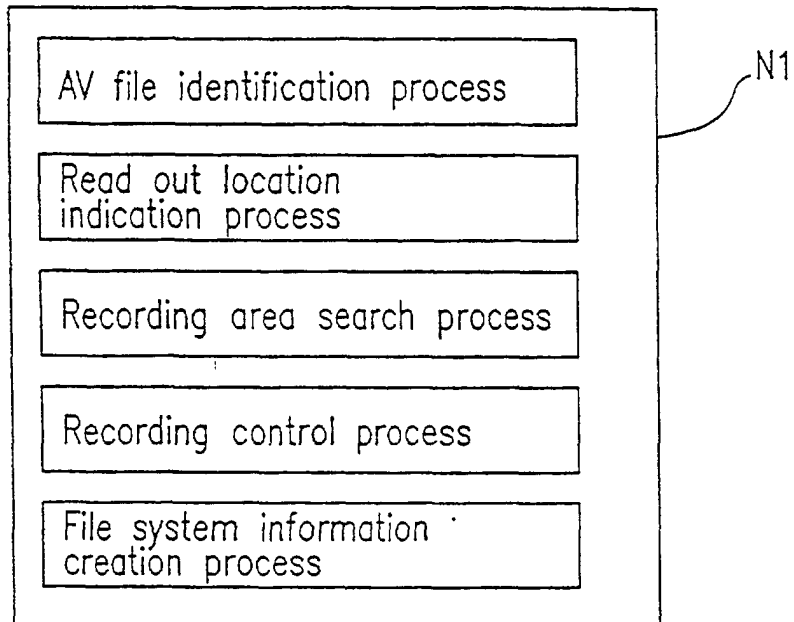 AV file identification process
N1
Read out location
indication process
Recording area search process
Recording control process
File system information
creation process